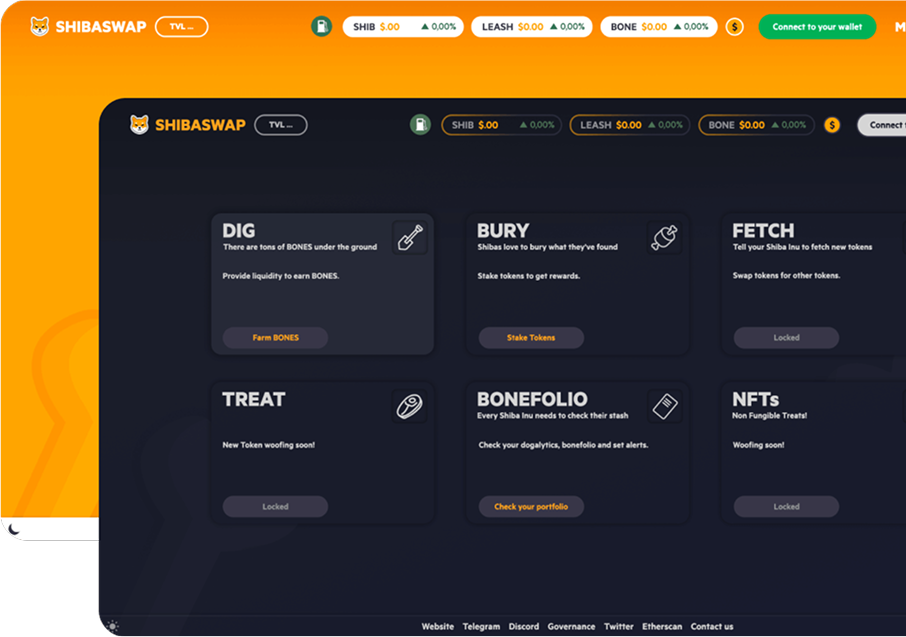 SHIBASWAP TVL ... SHIB $.00 ▲ 0,00% LEASH $0.00 ▲ 0,00% BONE $0.00 ▲ 0,00% $ Connect to your wallet
SHIBASWAP TVL ... SHIB $.00 ▲ 0,00% LEASH $0.00 ▲ 0,00% BONE $0.00 ▲ 0,00% $ Connect
DIG
There are tons of BONES under the ground
Provide liquidity to earn BONES.
Farm BONES
BURY
Shibas love to bury what they've found
Stake tokens to get rewards.
Stake Tokens
FETCH
Tell your Shiba Inu to fetch new tokens
Swap tokens for other tokens.
Locked
TREAT
New Token woofing soon!
Locked
BONEFOLIO
Every Shiba Inu needs to check their stash
Check your dogalytics, bonefolio and set alerts.
Check your portfolio
NFTs
Non Fungible Treats!
Woofing soon!
Locked
Website Telegram Discord Governance Twitter Etherscan Contact us